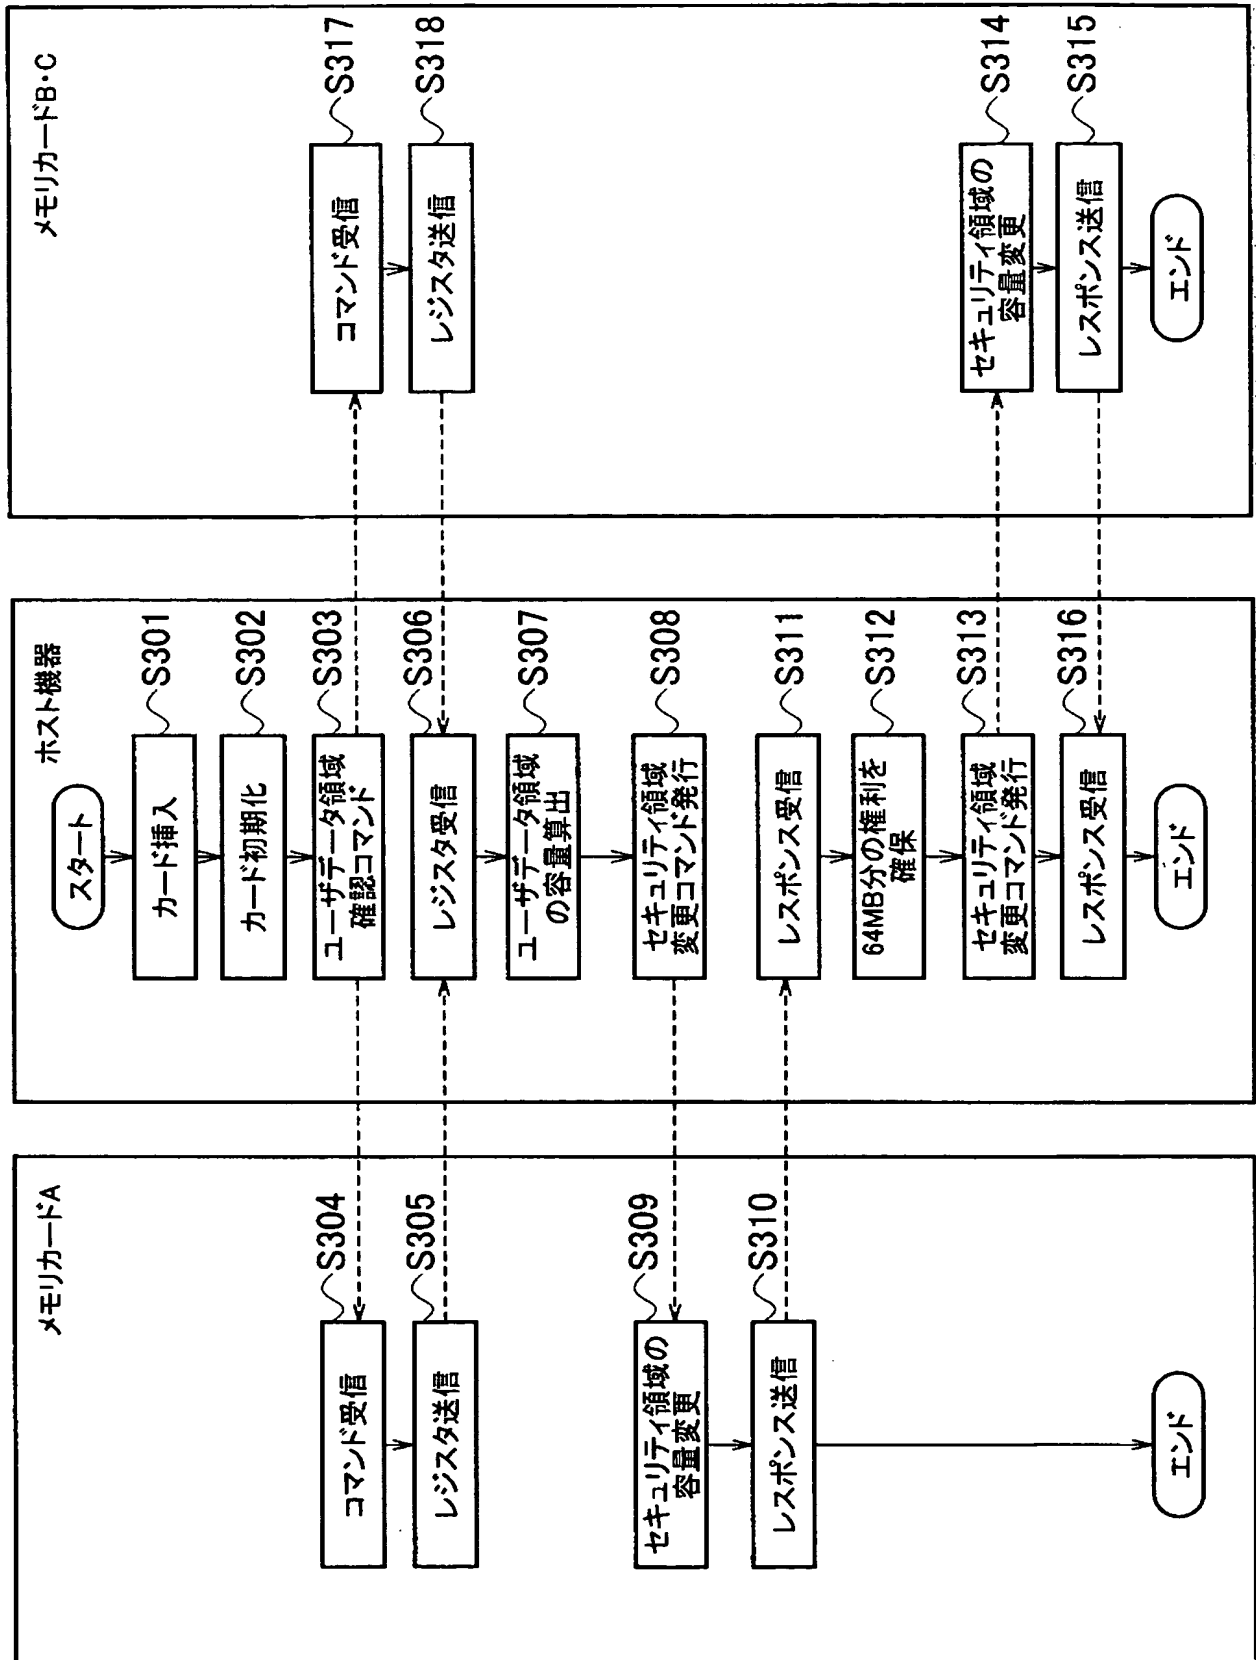 メモリカードA
S304
コマンド受信
S305
レジスタ送信
S309
セキュリティ領域の
容量変更
S310
レスポンス送信
エンド
ホスト機器
スタート
S301
カード挿入
S302
カード初期化
S303
ユーザデータ領域
確認コマンド
S306
レジスタ受信
S307
ユーザデータ領域
の容量算出
S308
セキュリティ領域
変更コマンド発行
S311
レスポンス受信
S312
64MB分の権利を
確保
S313
セキュリティ領域
変更コマンド発行
S316
レスポンス受信
エンド
メモリカードB・C
S317
コマンド受信
S318
レジスタ送信
S314
セキュリティ領域の
容量変更
S315
レスポンス送信
エンド